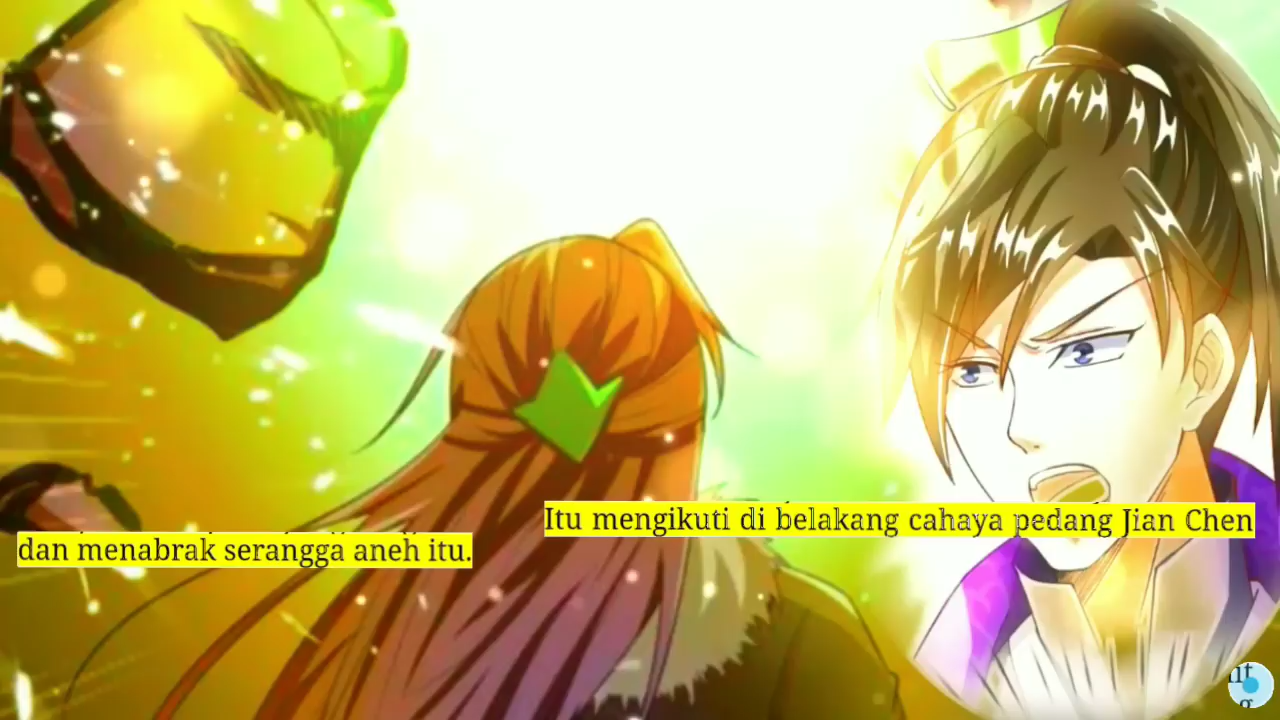 Itu mengikuti di belakang cahaya pedang Jian Chen
dan menabrak serangga aneh itu.